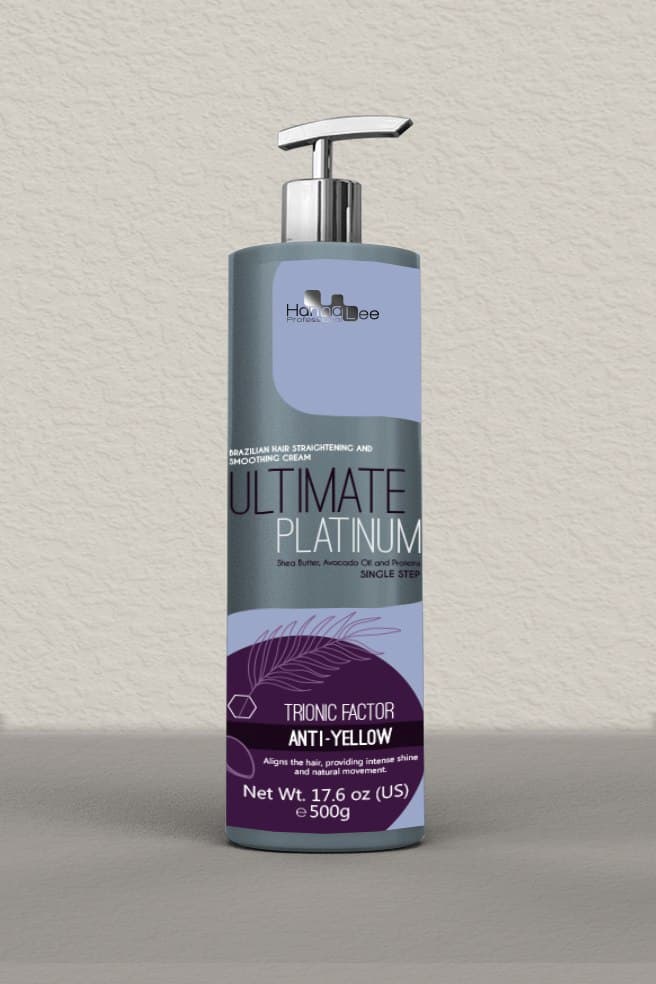 Hanna Lee
Professional
BRAZILIAN HAIR STRAIGHTENING AND
SMOOTHING CREAM
ULTIMATE
PLATINUM
Shea Butter, Avocado Oil and
SINGLE STEP
TRIONIC FACTOR
ANTI-YELLOW
Aligns the hair, providing intense shine
and natural movement.
Net Wt. 17.6 oz (US)
℮ 500g